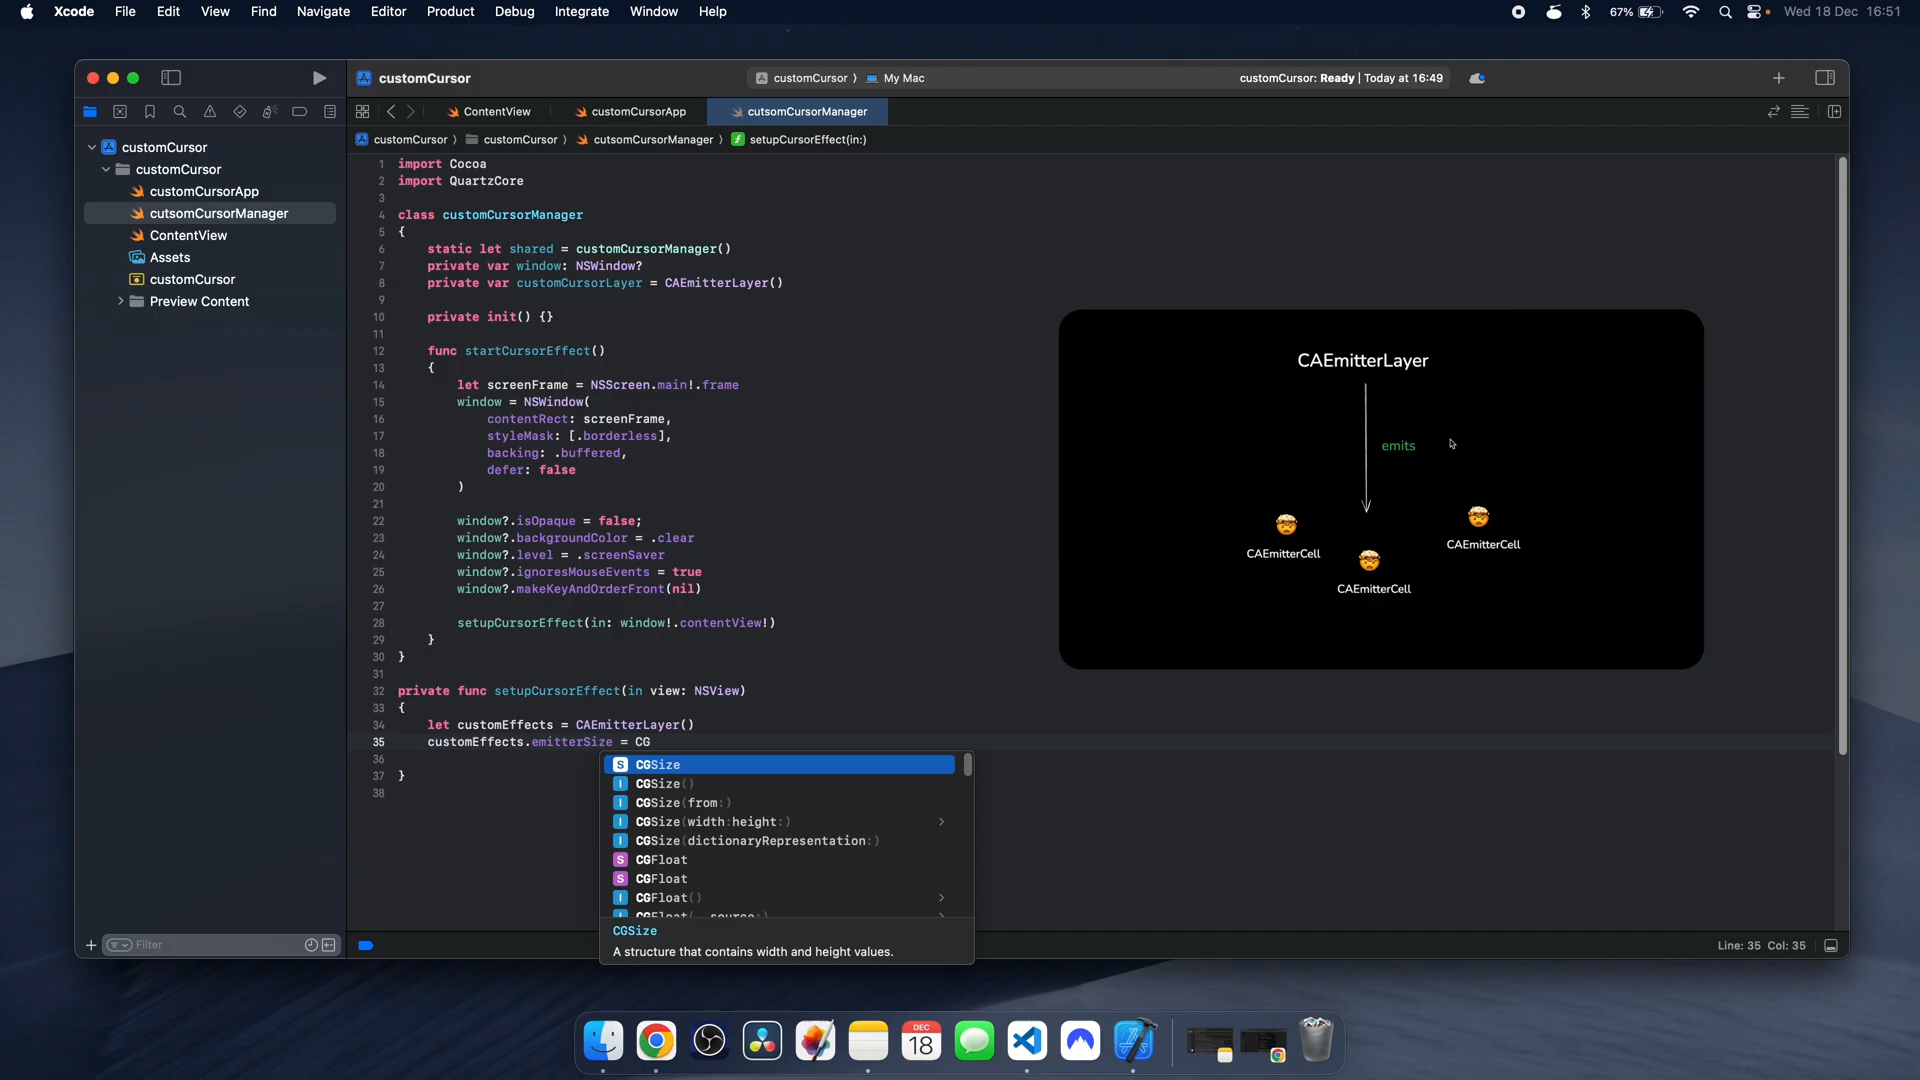 Xcode File Edit View Find Navigate Editor Product Debug Integrate Window Help
67% Wed 18 Dec 16:51
customCursor
customCursor ⟩ My Mac
customCursor: Ready | Today at 16:49
ContentView customCursorApp cutsomCursorManager
customCursor ⟩ customCursor ⟩ cutsomCursorManager ⟩ setupCursorEffect(in:)
customCursor
customCursor
customCursorApp
cutsomCursorManager
ContentView
Assets
customCursor
Preview Content
1 import Cocoa
2 import QuartzCore
3
4 class customCursorManager
5 {
6 static let shared = customCursorManager()
7 private var window: NSWindow?
8 private var customCursorLayer = CAEmitterLayer()
9
10 private init() {}
11
12 func startCursorEffect()
13 {
14 let screenFrame = NSScreen.main!.frame
15 window = NSWindow(
16 contentRect: screenFrame,
17 styleMask: [.borderless],
18 backing: .buffered,
19 defer: false
20 )
21
22 window?.isOpaque = false;
23 window?.backgroundColor = .clear
24 window?.level = .screenSaver
25 window?.ignoresMouseEvents = true
26 window?.makeKeyAndOrderFront(nil)
27
28 setupCursorEffect(in: window!.contentView!)
29 }
30 }
31
32 private func setupCursorEffect(in view: NSView)
33 {
34 let customEffects = CAEmitterLayer()
35 customEffects.emitterSize = CG
36
37 }
38
S CGSize
I CGSize()
I CGSize(from:)
I CGSize(width:height:)
I CGSize(dictionaryRepresentation:)
S CGFloat
S CGFloat
I CGFloat()
I CGFloat(_ source:)
CGSize
A structure that contains width and height values.
CAEmitterLayer
emits
CAEmitterCell
CAEmitterCell
CAEmitterCell
Filter
Line: 35 Col: 35
DEC
18